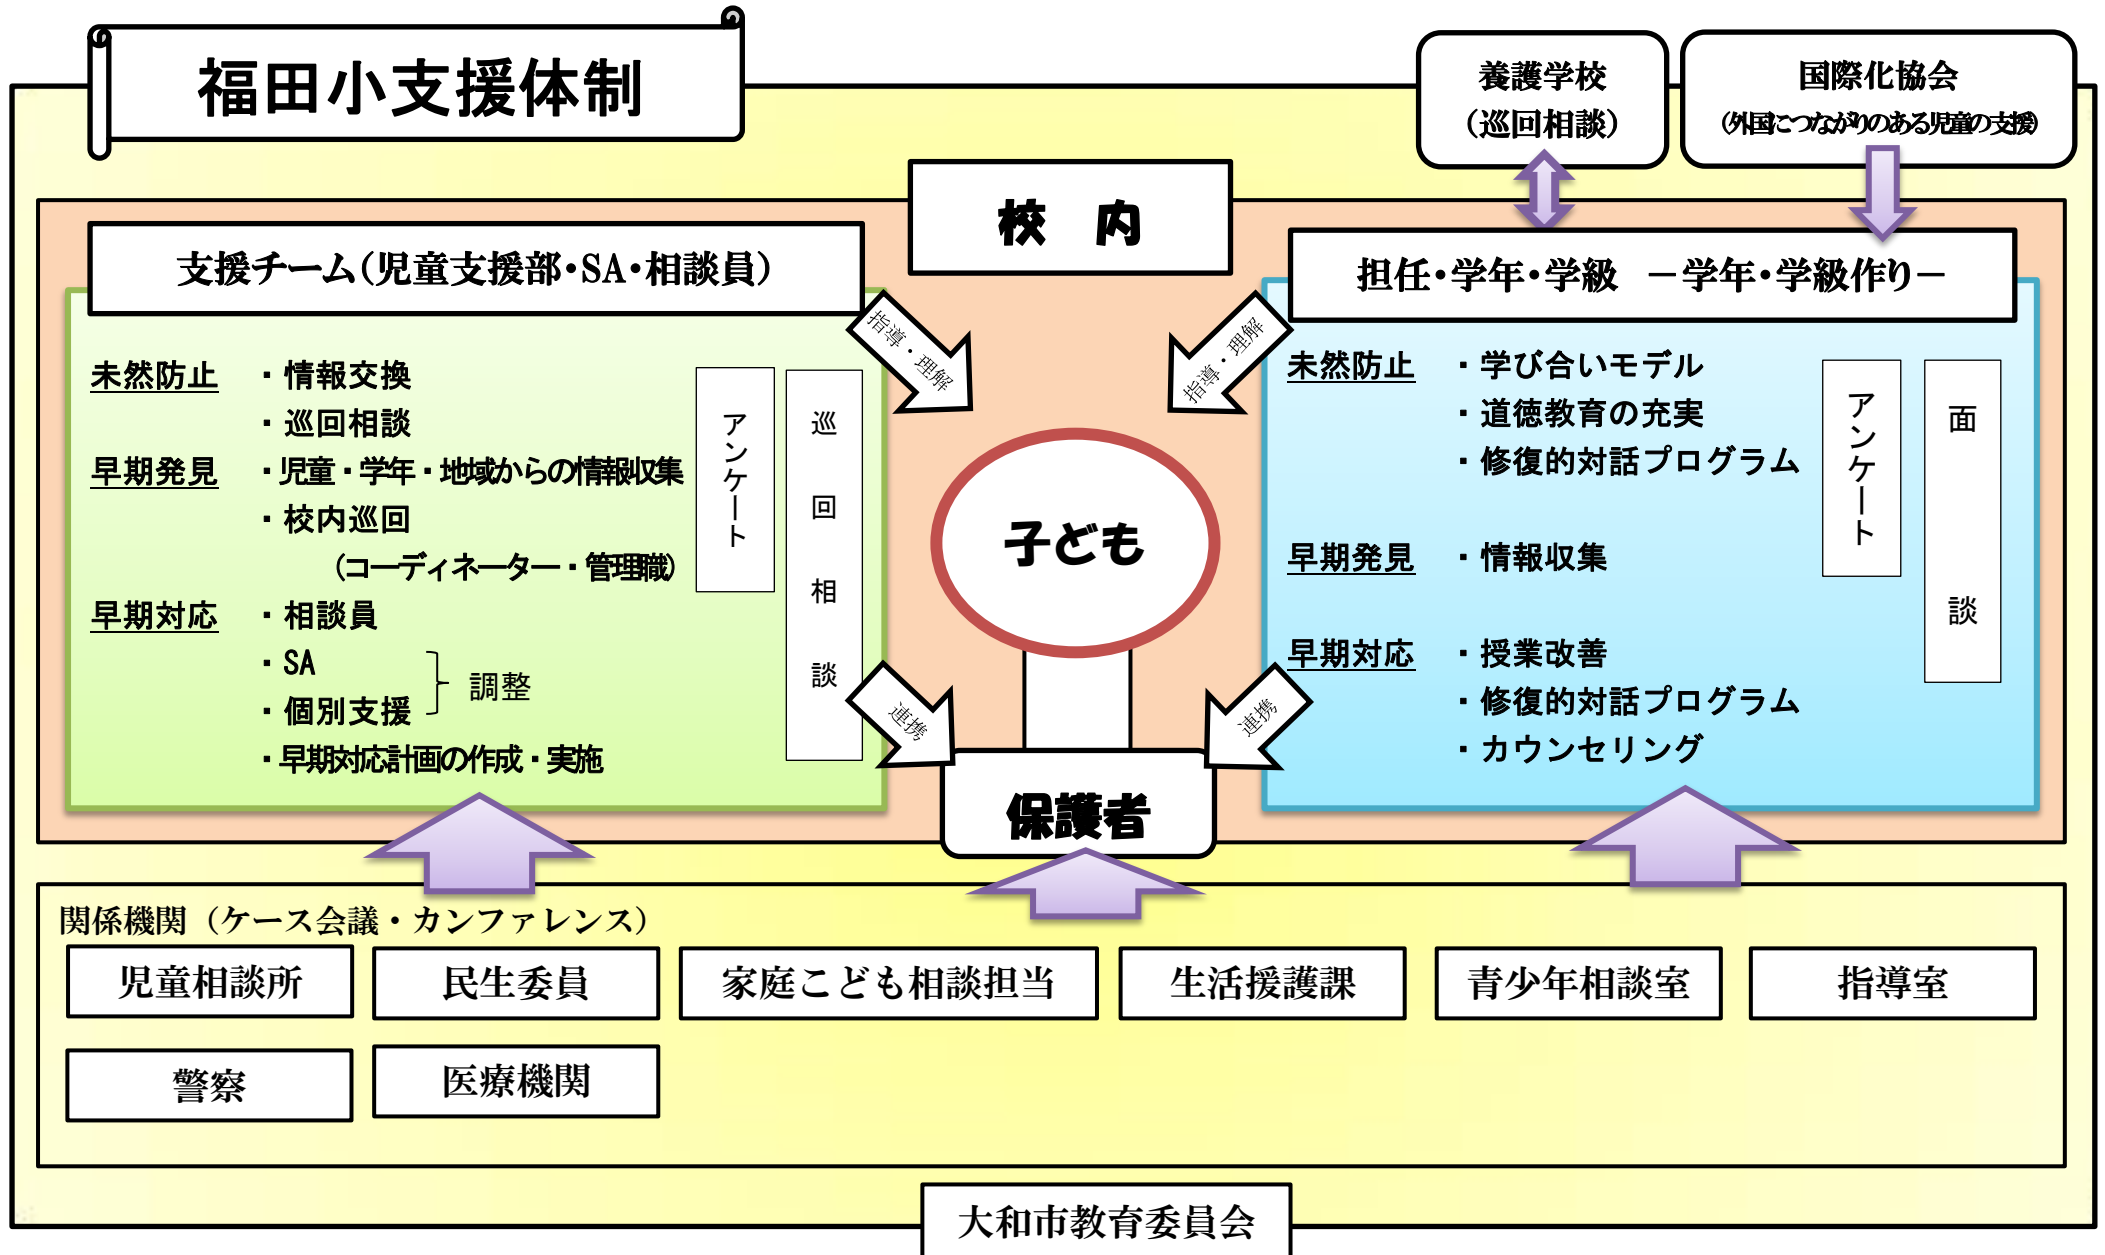 福田小支援体制
養護学校
（巡回相談）
国際化協会
（外国につながりのある児童の支援）
校　内
支援チーム（児童支援部・SA・相談員）
担任・学年・学級　－学年・学級作り－
指導・理解
指導・理解
未然防止　・情報交換
・巡回相談
早期発見　・児童・学年・地域からの情報収集
・校内巡回
（コーディネーター・管理職）
早期対応　・相談員
・SA
・個別支援
調整
・早期対応計画の作成・実施
アンケート
巡回相談
子ども
未然防止　・学び合いモデル
・道徳教育の充実
・修復的対話プログラム
早期発見　・情報収集
早期対応　・授業改善
・修復的対話プログラム
・カウンセリング
アンケート
面談
連携
連携
保護者
関係機関（ケース会議・カンファレンス）
児童相談所
民生委員
家庭こども相談担当
生活援護課
青少年相談室
指導室
警察
医療機関
大和市教育委員会